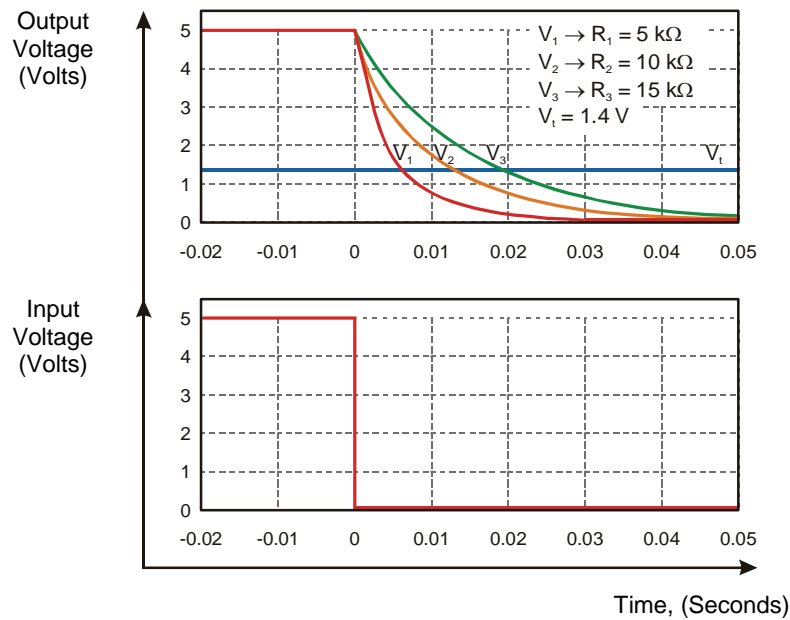 Output
Voltage
(Volts)
5
4
3
2
1
0
V₁ → R₁ = 5 kΩ
V₂ → R₂ = 10 kΩ
V₃ → R₃ = 15 kΩ
Vₜ = 1.4 V
V₁ V₂ V₃ Vₜ
-0.02 -0.01 0 0.01 0.02 0.03 0.04 0.05
Input
Voltage
(Volts)
5
4
3
2
1
0
-0.02 -0.01 0 0.01 0.02 0.03 0.04 0.05
Time, (Seconds)